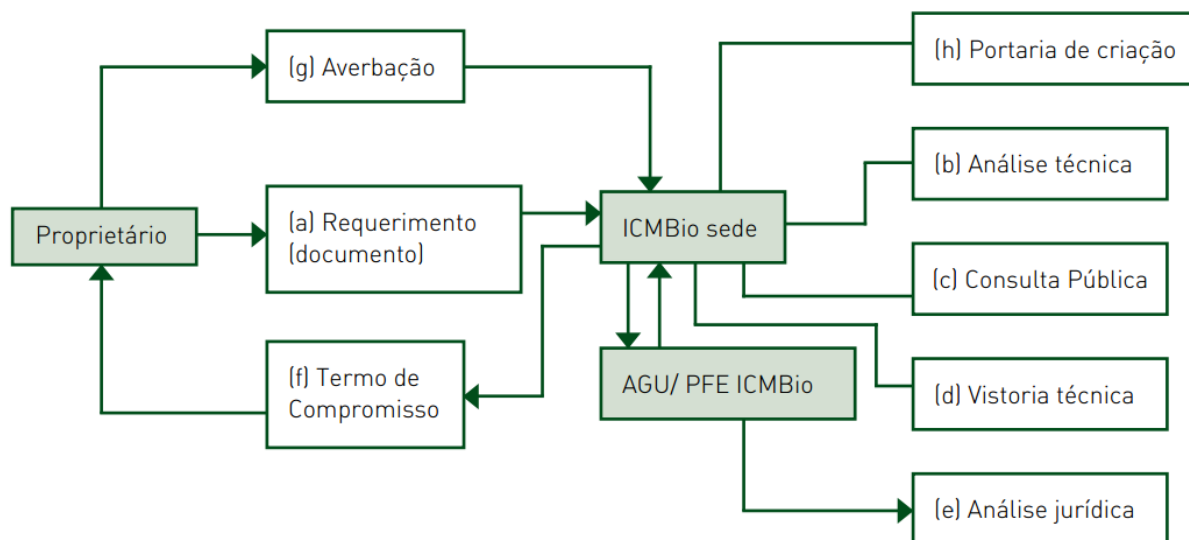 (g) Averbação
(h) Portaria de criação
(b) Análise técnica
Proprietário
(a) Requerimento
(documento)
ICMBio sede
(c) Consulta Pública
(f) Termo de
Compromisso
AGU/ PFE ICMBio
(d) Vistoria técnica
(e) Análise jurídica